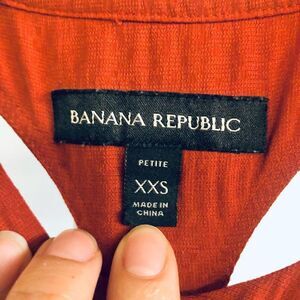 BANANA REPUBLIC
PETITE
XXS
MADE IN
CHINA